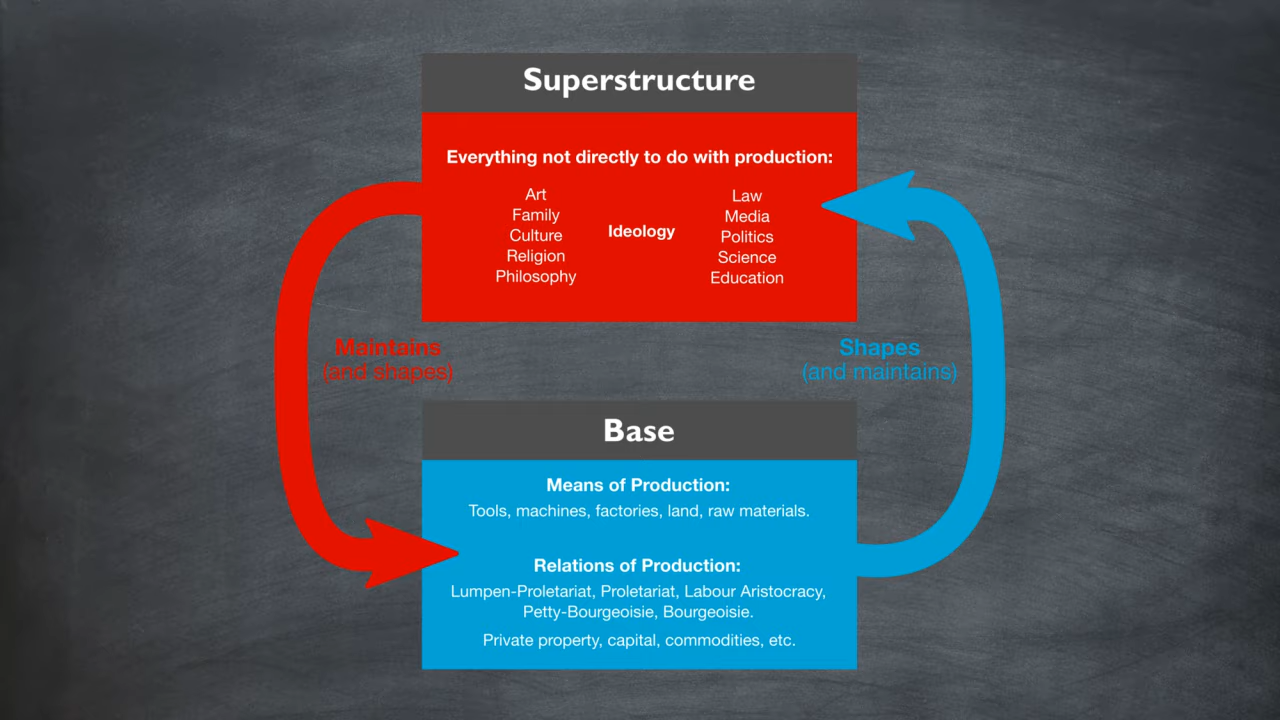 Superstructure
Everything not directly to do with production:
Art
Family
Culture
Religion
Philosophy
Ideology
Law
Media
Politics
Science
Education
Maintains
(and shapes)
Shapes
(and maintains)
Base
Means of Production:
Tools, machines, factories, land, raw materials.
Relations of Production:
Lumpen-Proletariat, Proletariat, Labour Aristocracy,
Petty-Bourgeoisie, Bourgeoisie.
Private property, capital, commodities, etc.